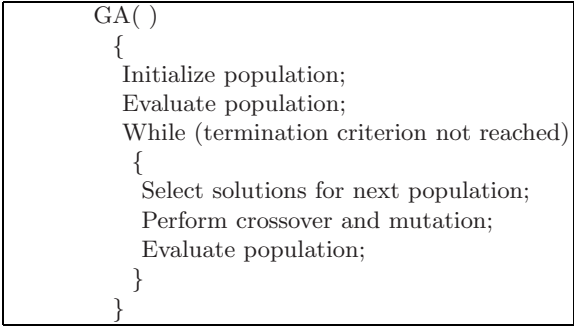 GA( )
{
Initialize population;
Evaluate population;
While (termination criterion not reached)
{
Select solutions for next population;
Perform crossover and mutation;
Evaluate population;
}
}